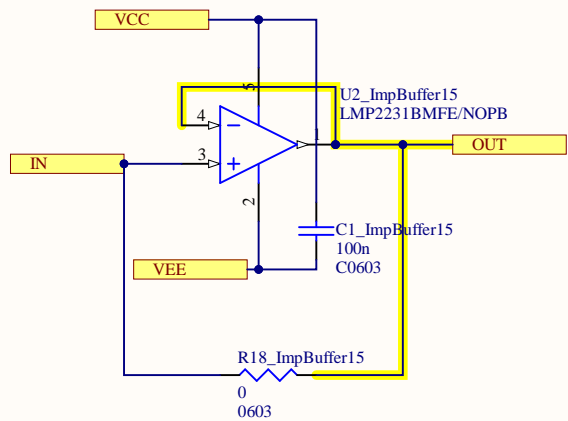 VCC
5
U2_ImpBuffer15
LMP2231BMFE/NOPB
4
1
OUT
IN
3
2
C1_ImpBuffer15
100n
C0603
VEE
R18_ImpBuffer15
0
0603